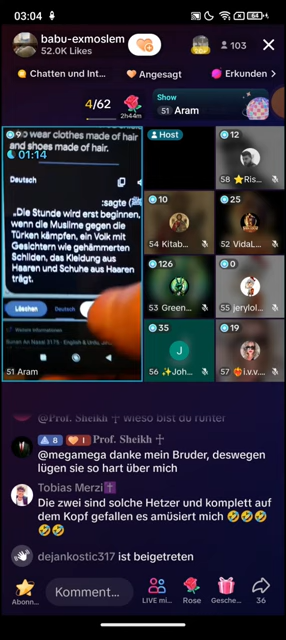 03:04
64
babu-exmoslem
52.0K Likes
103
Chatten und Int...
Angesagt
Erkunden
4/62
2h44m
Show
51 Aram
wear clothes made of hair
and shoes made of hair.
01:14
Deutsch
:sagte
„Die Stunde wird erst beginnen,
wenn die Muslime gegen die
Türken kämpfen, ein Volk mit
Gesichtern wie gehämmerten
Schilden, das Kleidung aus
Haaren und Schuhe aus Haaren
trägt.
Löschen
Deutsch
Weitere Informationen
Sunan An Nasai 3179
51 Aram
Host
12
58 ⭐Ris...
10
54 Kitab...
25
52 VidaL...
126
53 Green...
0
55 jerylol...
35
J
56 ✨Joh...
19
57 ❤️‍🔥i.v.v....
@Prof. Sheikh ✝ wieso bist du runter
8
1
Prof. Sheikh ✝
@megamega danke mein Bruder, deswegen
lügen sie so hart über mich
Tobias Merzi✝️
Die zwei sind solche Hetzer und komplett auf
dem Kopf gefallen es amüsiert mich 🤣🤣🤣
🤣🤣
dejankostic317 ist beigetreten
Abonn...
Komment...
LIVE mi...
Rose
Gesche...
36